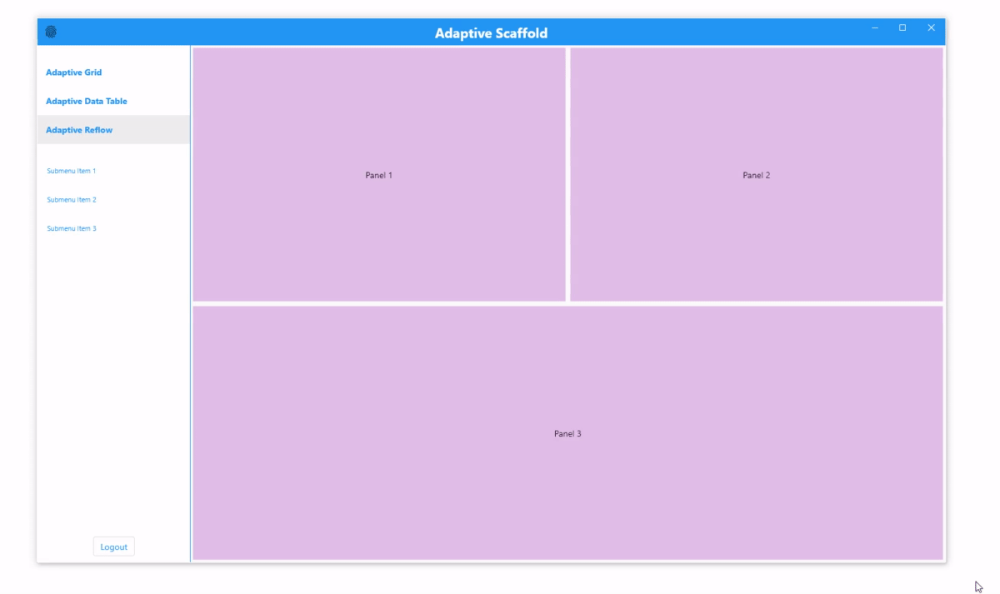 Adaptive Scaffold
Adaptive Grid
Adaptive Data Table
Adaptive Reflow
Submenu Item 1
Submenu Item 2
Submenu Item 3
Logout
Panel 1
Panel 2
Panel 3